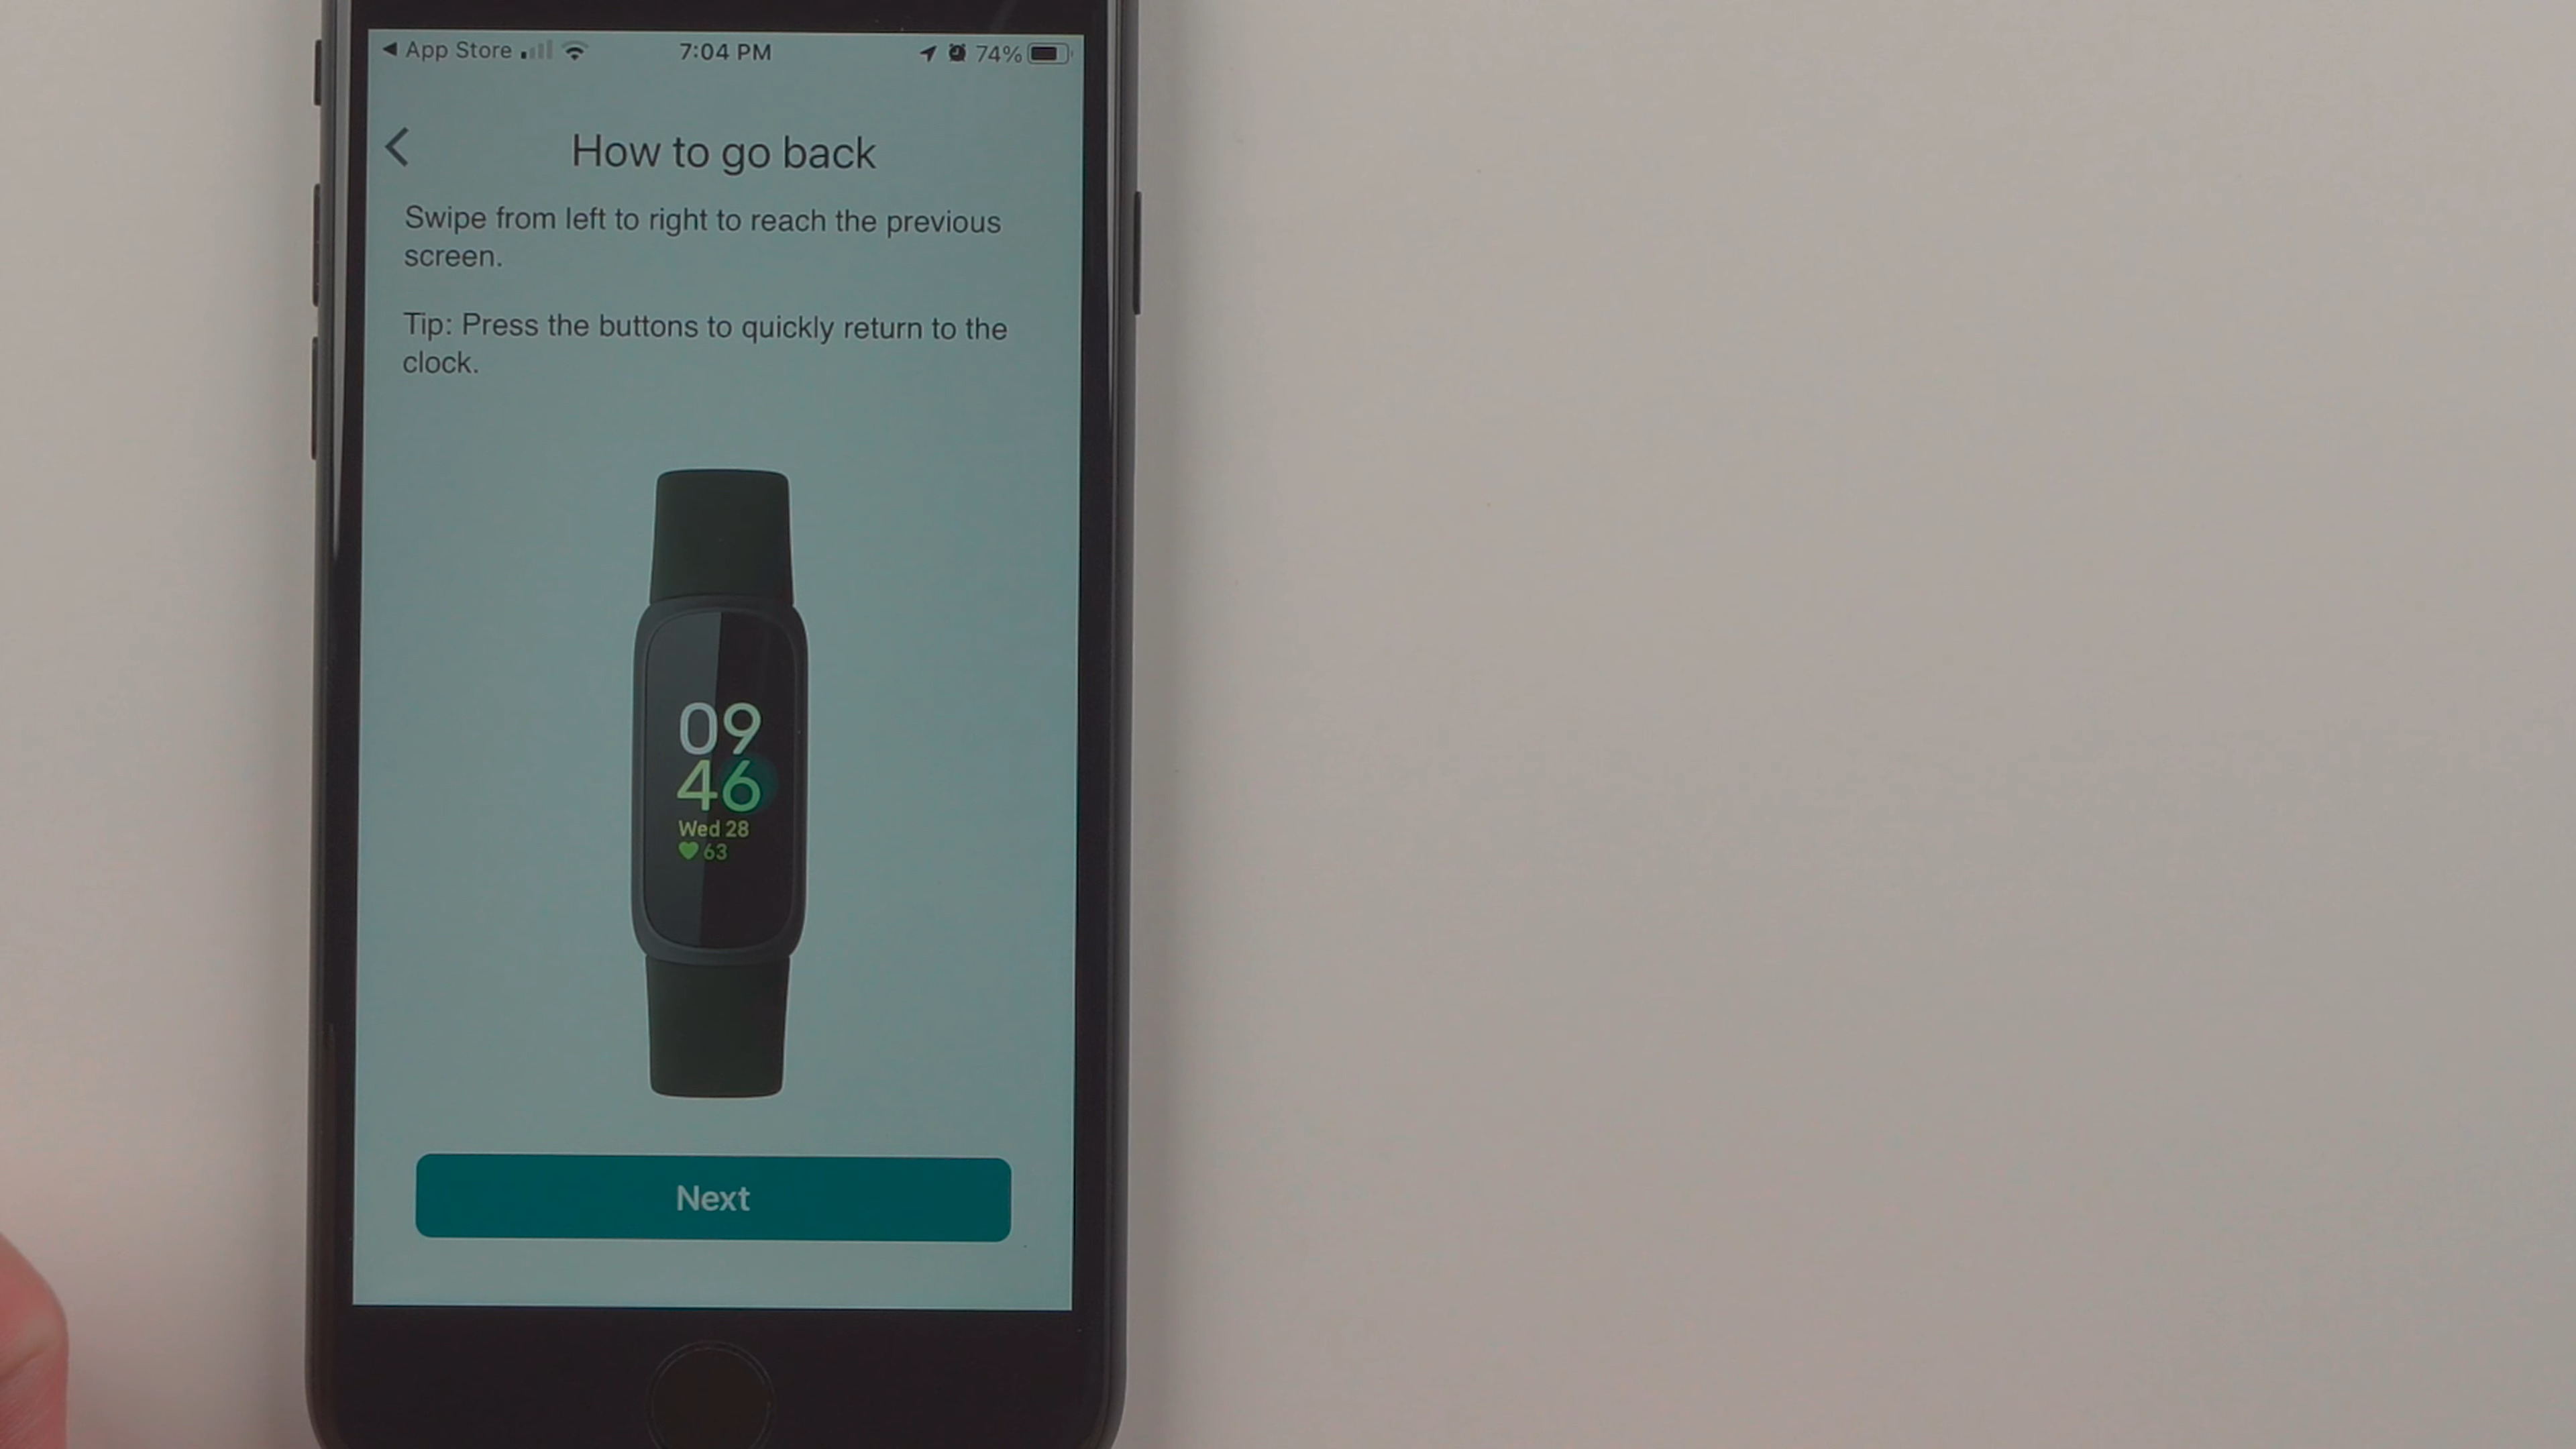 App Store 7:04 PM 74%
How to go back
Swipe from left to right to reach the previous
screen.
Tip: Press the buttons to quickly return to the
clock.
09
46
Wed 28
63
Next